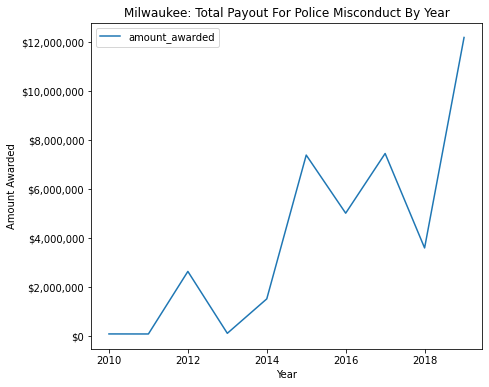 Milwaukee: Total Payout For Police Misconduct By Year
amount_awarded
$12,000,000
$10,000,000
$8,000,000
$6,000,000
$4,000,000
$2,000,000
$0
Amount Awarded
2010 2012 2014 2016 2018
Year